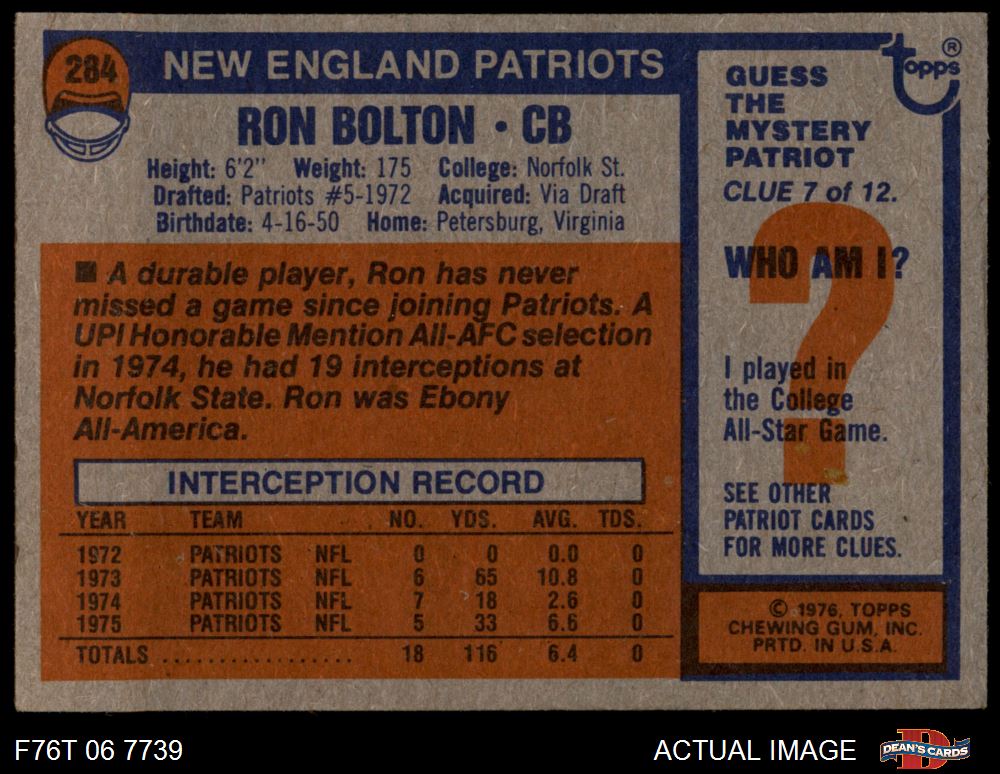 284
NEW ENGLAND PATRIOTS
RON BOLTON • CB
Height: 6'2" Weight: 175 College: Norfolk St.
Drafted: Patriots #5-1972 Acquired: Via Draft
Birthdate: 4-16-50 Home: Petersburg, Virginia
■ A durable player, Ron has never
missed a game since joining Patriots. A
UPI Honorable Mention All-AFC selection
in 1974, he had 19 interceptions at
Norfolk State. Ron was Ebony
All-America.
INTERCEPTION RECORD
YEAR TEAM NO. YDS. AVG. TDS.
1972 PATRIOTS NFL 0 0 0.0 0
1973 PATRIOTS NFL 6 65 10.8 0
1974 PATRIOTS NFL 7 18 2.6 0
1975 PATRIOTS NFL 5 33 6.6 0
TOTALS .................. 18 116 6.4 0
topps ®
GUESS
THE
MYSTERY
PATRIOT
CLUE 7 of 12.
WHO AM I?
?
I played in
the College
All-Star Game.
SEE OTHER
PATRIOT CARDS
FOR MORE CLUES.
© 1976, TOPPS
CHEWING GUM, INC.
PRTD. IN U.S.A.
F76T 06 7739
ACTUAL IMAGE
DEAN'S CARDS